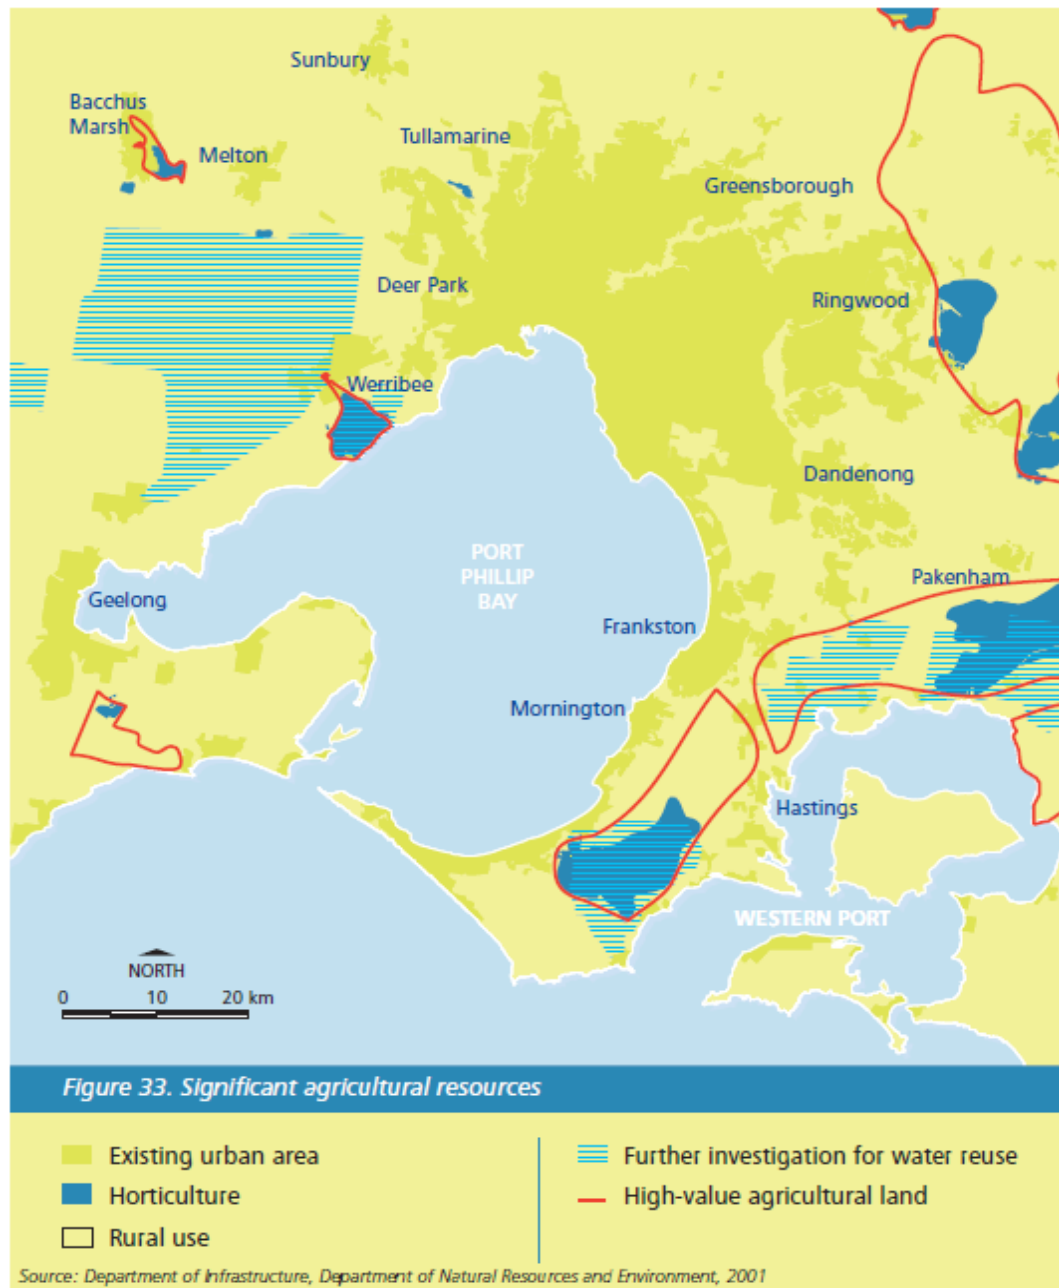 Sunbury
Bacchus
Marsh
Melton
Tullamarine
Greensborough
Deer Park
Ringwood
Werribee
Dandenong
PORT
PHILLIP
BAY
Pakenham
Geelong
Frankston
Mornington
Hastings
WESTERN PORT
NORTH
0 10 20 km
Figure 33. Significant agricultural resources
Existing urban area
Horticulture
Rural use
Further investigation for water reuse
High-value agricultural land
Source: Department of Infrastructure, Department of Natural Resources and Environment, 2001